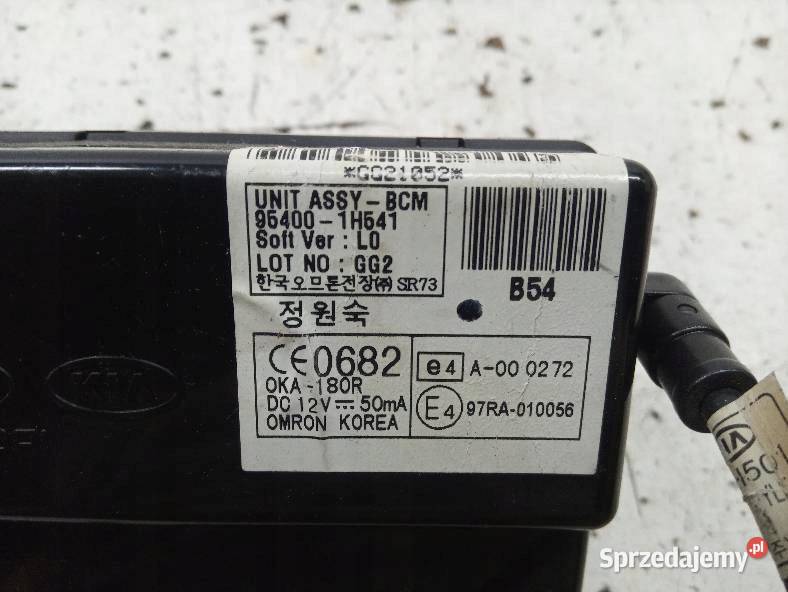 *GG21052*
UNIT ASSY-BCM
95400-1H541
Soft Ver : L0
LOT NO : GG2
한국오므론전장㈜ SR73
B54
정원숙
CE0682
OKA-180R
DC 12V 50mA
OMRON KOREA
e4 A-00 0272
E4 97RA-010056
KIA
Sprzedajemy.pl